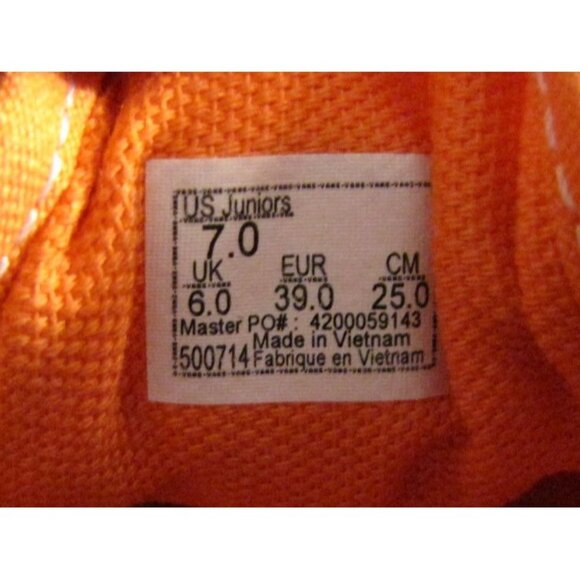 US Juniors
7.0
UK EUR CM
6.0 39.0 25.0
Master PO# : 4200059143
Made in Vietnam
500714 Fabrique en Vietnam